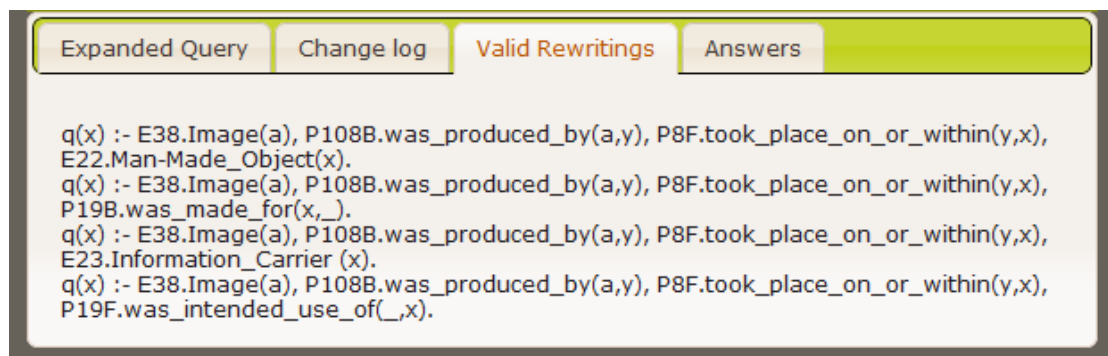 Expanded Query Change log Valid Rewritings Answers
q(x) :- E38.Image(a), P108B.was_produced_by(a,y), P8F.took_place_on_or_within(y,x),
E22.Man-Made_Object(x).
q(x) :- E38.Image(a), P108B.was_produced_by(a,y), P8F.took_place_on_or_within(y,x),
P19B.was_made_for(x,_).
q(x) :- E38.Image(a), P108B.was_produced_by(a,y), P8F.took_place_on_or_within(y,x),
E23.Information_Carrier (x).
q(x) :- E38.Image(a), P108B.was_produced_by(a,y), P8F.took_place_on_or_within(y,x),
P19F.was_intended_use_of(_,x).